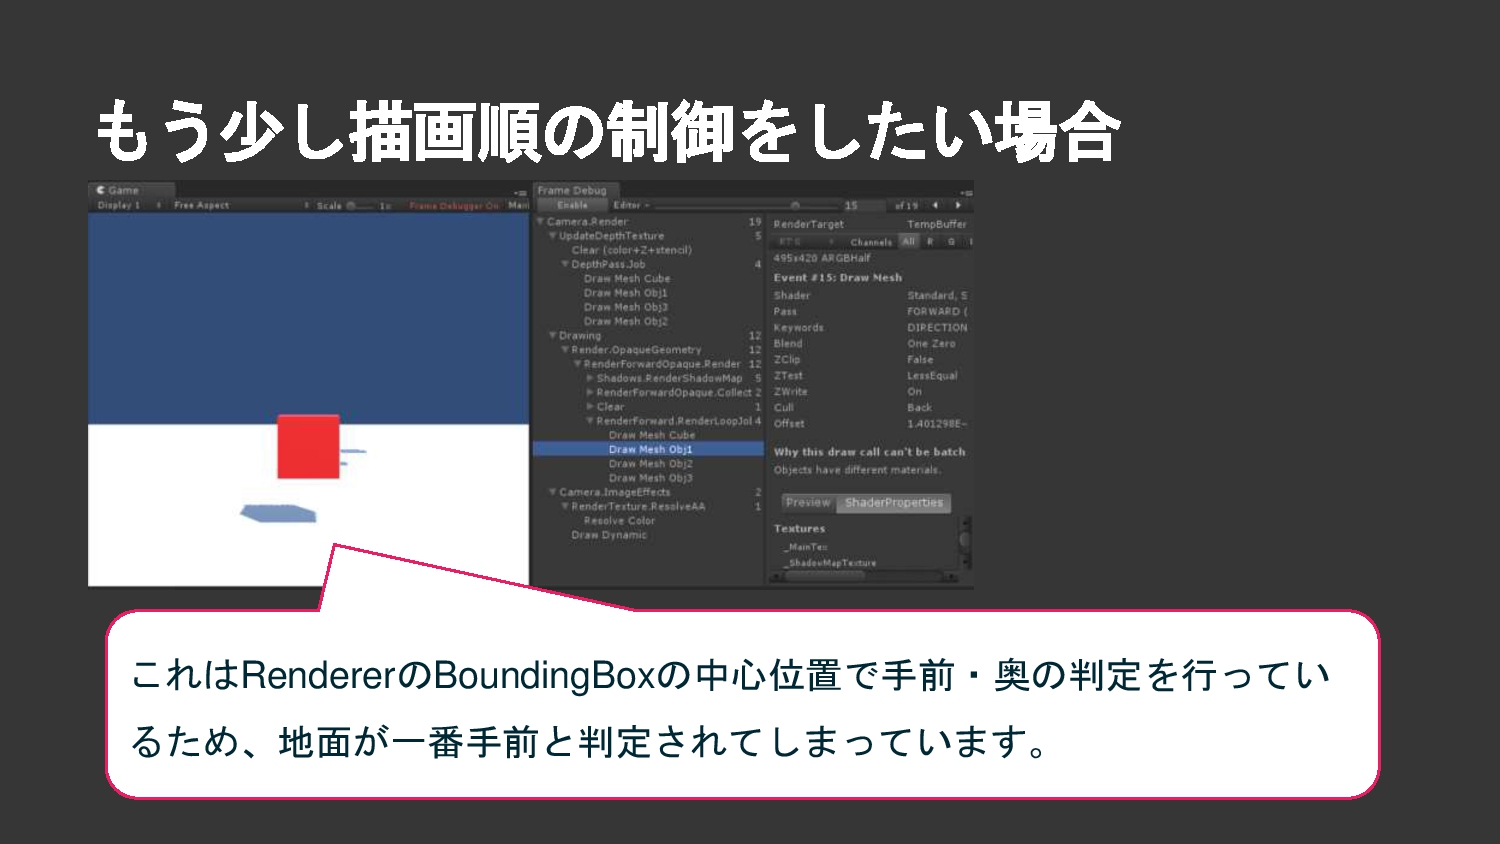 もう少し描画順の制御をしたい場合
Game
Display 1 Free Aspect Scale 1x Frame Debugger On Maxi
Frame Debug
Enable Editor 15 of 19
Camera.Render 19
UpdateDepthTexture 5
Clear (color+Z+stencil)
DepthPass.Job 4
Draw Mesh Cube
Draw Mesh Obj1
Draw Mesh Obj3
Draw Mesh Obj2
Drawing 12
Render.OpaqueGeometry 12
RenderForwardOpaque.Render 12
Shadows.RenderShadowMap 5
RenderForwardOpaque.Collect 2
Clear 1
RenderForward.RenderLoopJol 4
Draw Mesh Cube
Draw Mesh Obj1
Draw Mesh Obj2
Draw Mesh Obj3
Camera.ImageEffects 2
RenderTexture.ResolveAA 1
Resolve Color
Draw Dynamic
RenderTarget TempBuffer
RT 0 Channels All R G
495x420 ARGBHalf
Event #15: Draw Mesh
Shader Standard, S
Pass FORWARD (
Keywords DIRECTION
Blend One Zero
ZClip False
ZTest LessEqual
ZWrite On
Cull Back
Offset 1.401298E-
Why this draw call can't be batch
Objects have different materials.
Preview ShaderProperties
Textures
_MainTex
_ShadowMapTexture
これはRendererのBoundingBoxの中心位置で手前・奥の判定を行ってい
るため、地面が一番手前と判定されてしまっています。